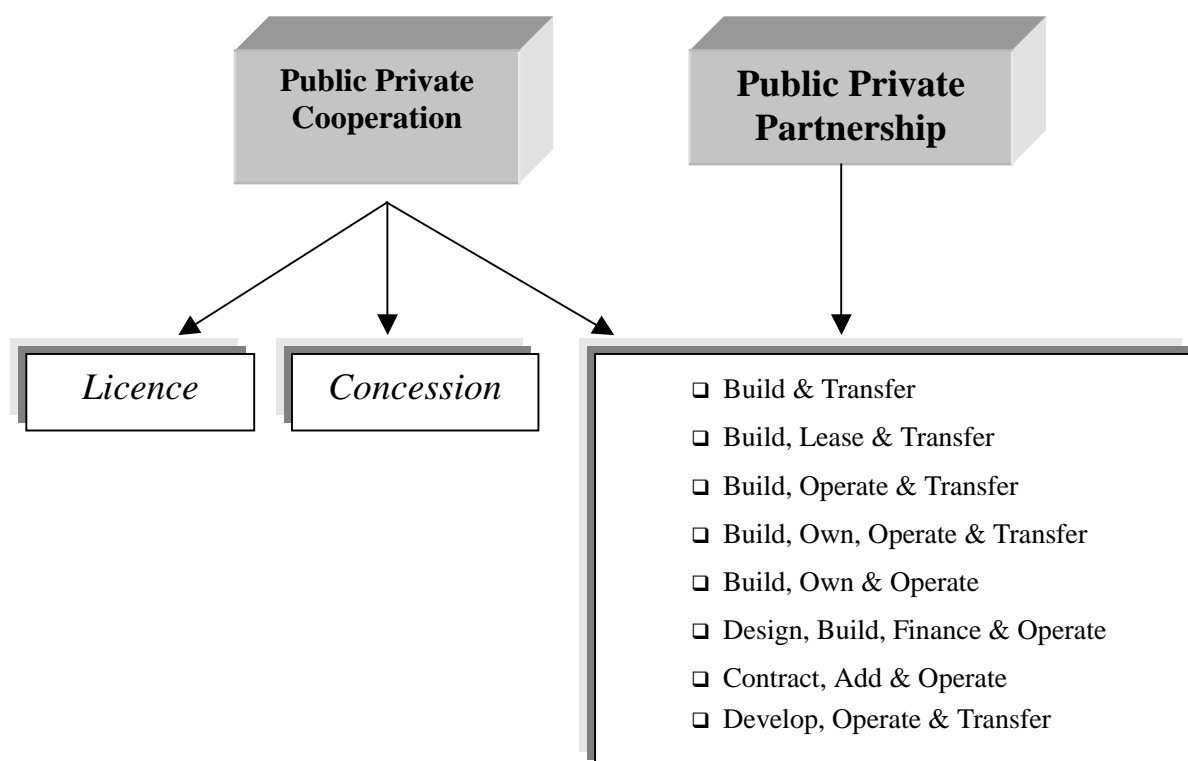 Public Private
Cooperation
Public Private
Partnership
Licence
Concession
❑ Build & Transfer
❑ Build, Lease & Transfer
❑ Build, Operate & Transfer
❑ Build, Own, Operate & Transfer
❑ Build, Own & Operate
❑ Design, Build, Finance & Operate
❑ Contract, Add & Operate
❑ Develop, Operate & Transfer